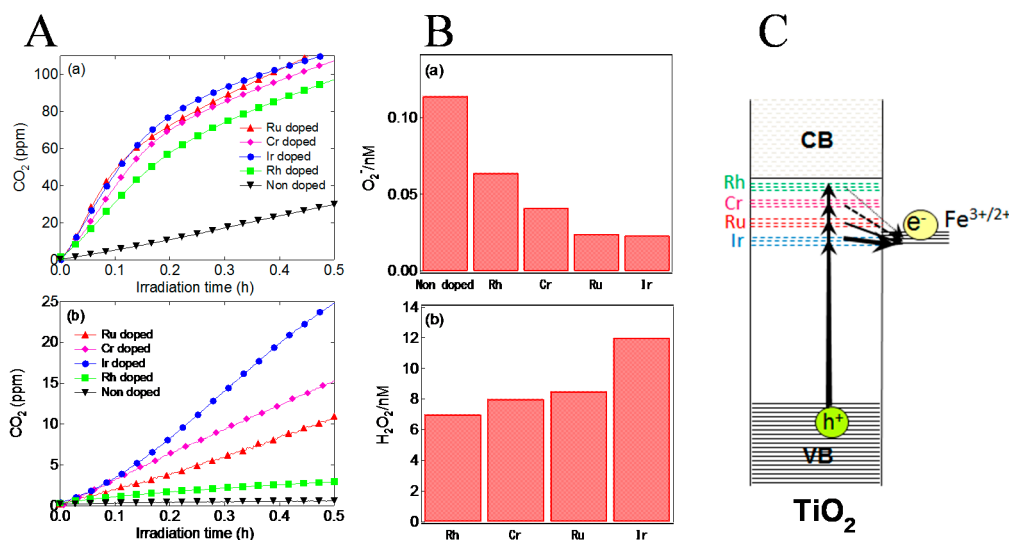 A
(a)
CO2 (ppm)
100
80
60
40
20
0
Ru doped
Cr doped
Ir doped
Rh doped
Non doped
0.0 0.1 0.2 0.3 0.4 0.5
Irradiation time (h)
(b)
CO2 (ppm)
25
20
15
10
5
0
Ru doped
Cr doped
Ir doped
Rh doped
Non doped
0.0 0.1 0.2 0.3 0.4 0.5
Irradiation time (h)
B
(a)
O2-/nM
0.10
0.05
0.00
Non doped Rh Cr Ru Ir
(b)
H2O2/nM
14
12
10
8
6
4
2
0
Rh Cr Ru Ir
C
CB
Rh
Cr
Ru
Ir
e- Fe3+/2+
h+
VB
TiO2